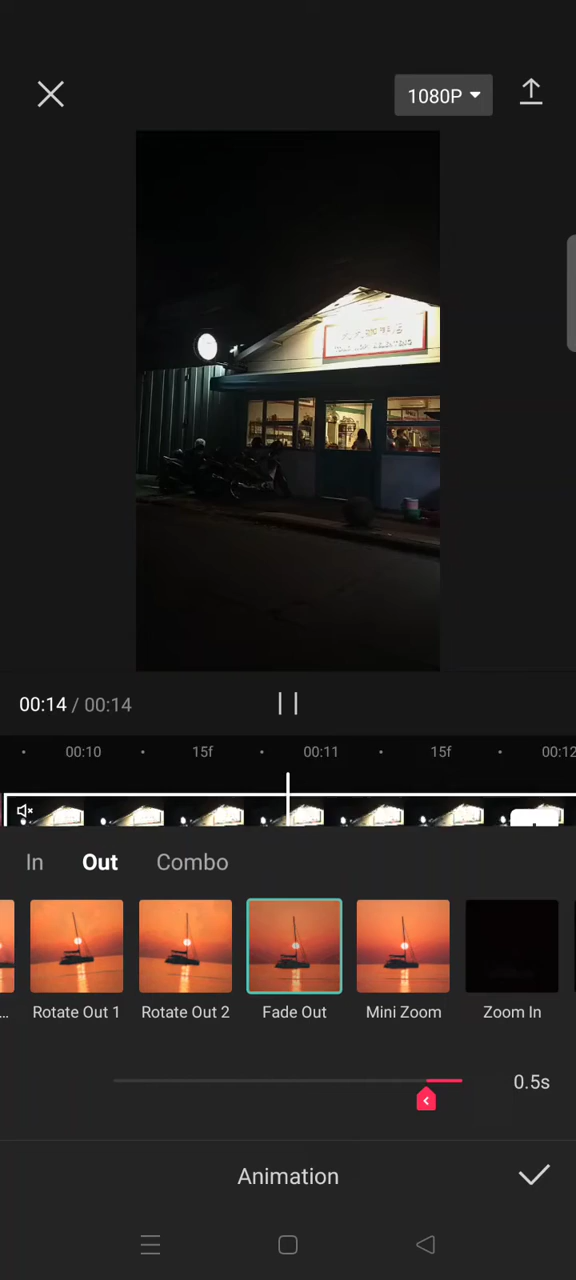 1080P
00:14 / 00:14
00:10 15f 00:11 15f 00:12
In Out Combo
... Rotate Out 1 Rotate Out 2 Fade Out Mini Zoom Zoom In
0.5s
Animation